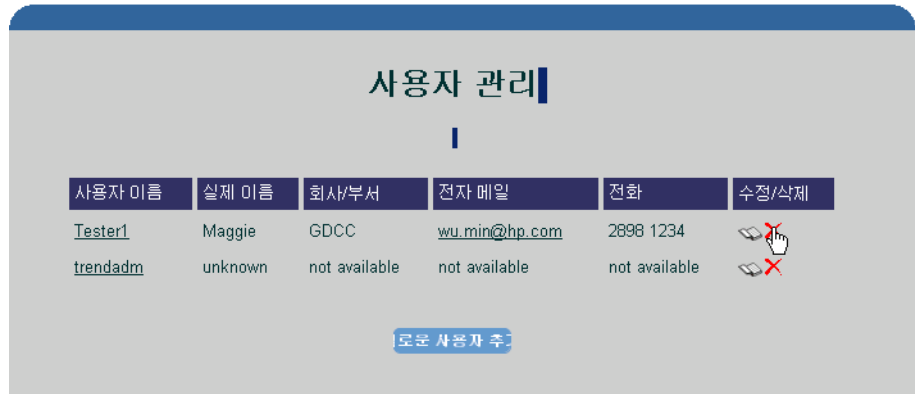 사용자 관리
사용자 이름 실제 이름 회사/부서 전자 메일 전화 수정/삭제
Tester1 Maggie GDCC wu.min@hp.com 2898 1234
trendadm unknown not available not available not available
로운 사용자 추